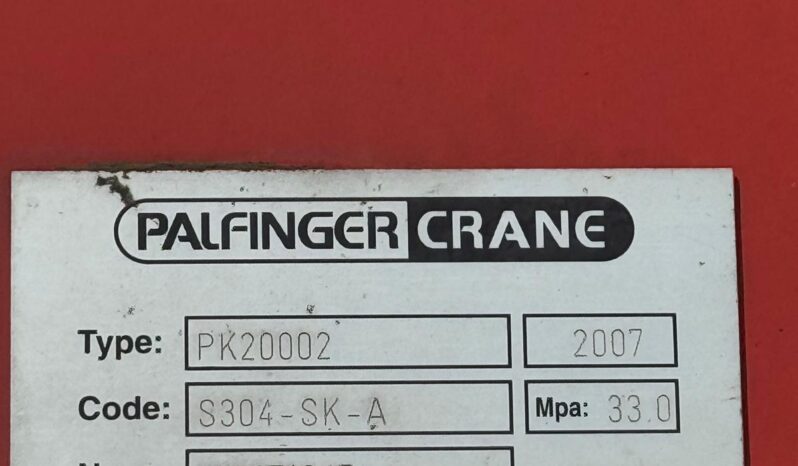 PALFINGER CRANE
Type: PK20002 2007
Code: S304-SK-A Mpa: 33.0